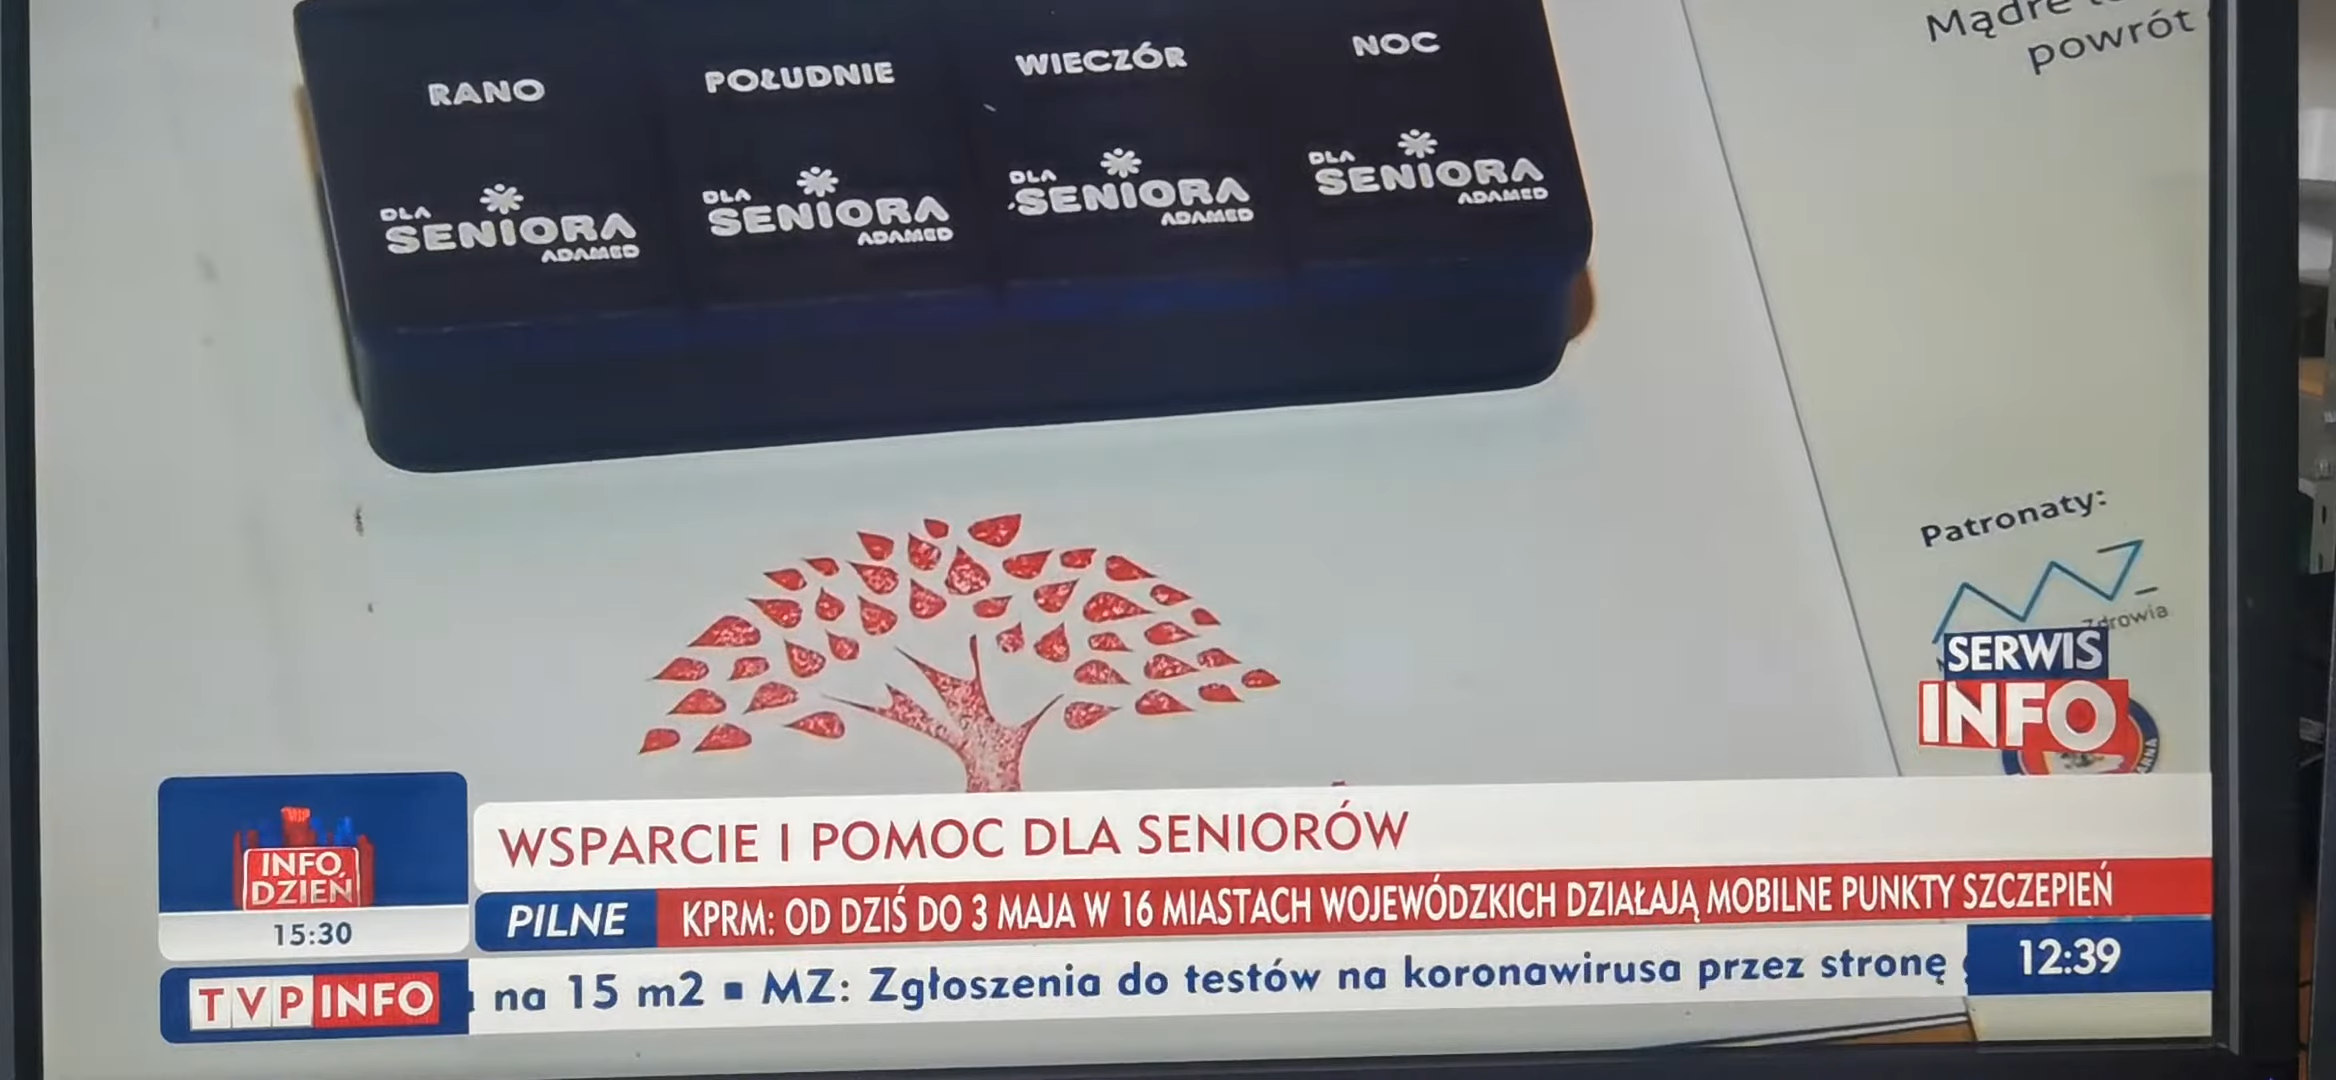 Mądre
powrót
RANO
POŁUDNIE
WIECZÓR
NOC
DLA
SENIORA
ADAMED
DLA
SENIORA
ADAMED
DLA
SENIORA
ADAMED
DLA
SENIORA
ADAMED
Patronaty:
Zdrowia
SERWIS
INFO
INFO
DZIEŃ
15:30
WSPARCIE I POMOC DLA SENIORÓW
PILNE KPRM: OD DZIŚ DO 3 MAJA W 16 MIASTACH WOJEWÓDZKICH DZIAŁAJĄ MOBILNE PUNKTY SZCZEPIEŃ
TVP INFO na 15 m2 ▪ MZ: Zgłoszenia do testów na koronawirusa przez stronę 12:39